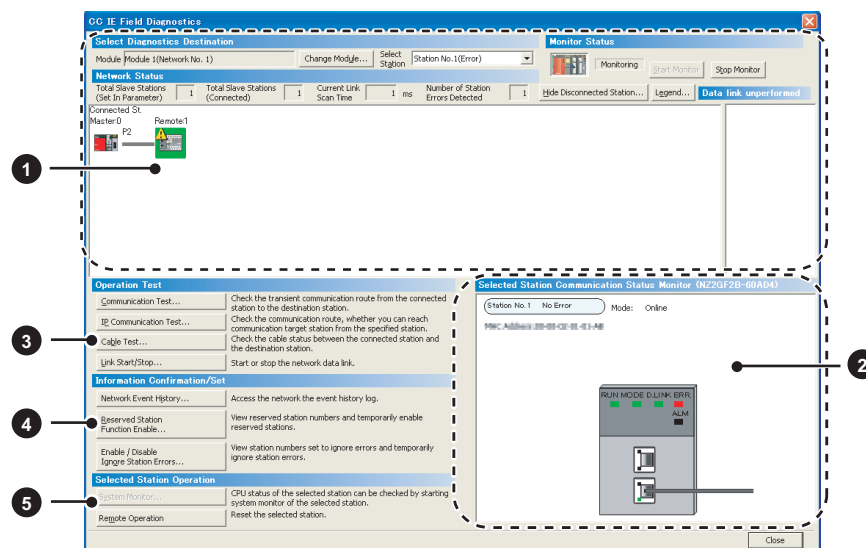 CC IE Field Diagnostics
Select Diagnostics Destination
Monitor Status
Module Module 1(Network No. 1)
Change Module...
Select Station
Station No.1(Error)
Monitoring
Start Monitor
Stop Monitor
Network Status
Total Slave Stations (Set In Parameter) 1
Total Slave Stations (Connected) 1
Current Link Scan Time 1 ms
Number of Station Errors Detected 1
Hide Disconnected Station...
Legend...
Data link unperformed
Connected St.
Master:0 Remote:1
P2
1
Operation Test
Communication Test...
Check the transient communication route from the connected
station to the destination station.
IP Communication Test...
Check the communication route, whether you can reach
communication target station from the specified station.
3
Cable Test...
Check the cable status between the connected station and
the destination station.
Link Start/Stop...
Start or stop the network data link.
Information Confirmation/Set
Network Event History...
Access the network the event history log.
4
Reserved Station
Function Enable...
View reserved station numbers and temporarily enable
reserved stations.
Enable / Disable
Ignore Station Errors...
View station numbers set to ignore errors and temporarily
ignore station errors.
Selected Station Operation
5
System Monitor...
CPU status of the selected station can be checked by starting
system monitor of the selected station.
Remote Operation
Reset the selected station.
Selected Station Communication Status Monitor (NZ2GF2B-60AD4)
Station No. 1 No Error
Mode: Online
MAC Address:
2
RUN MODE D.LINK ERR.
ALM
Close